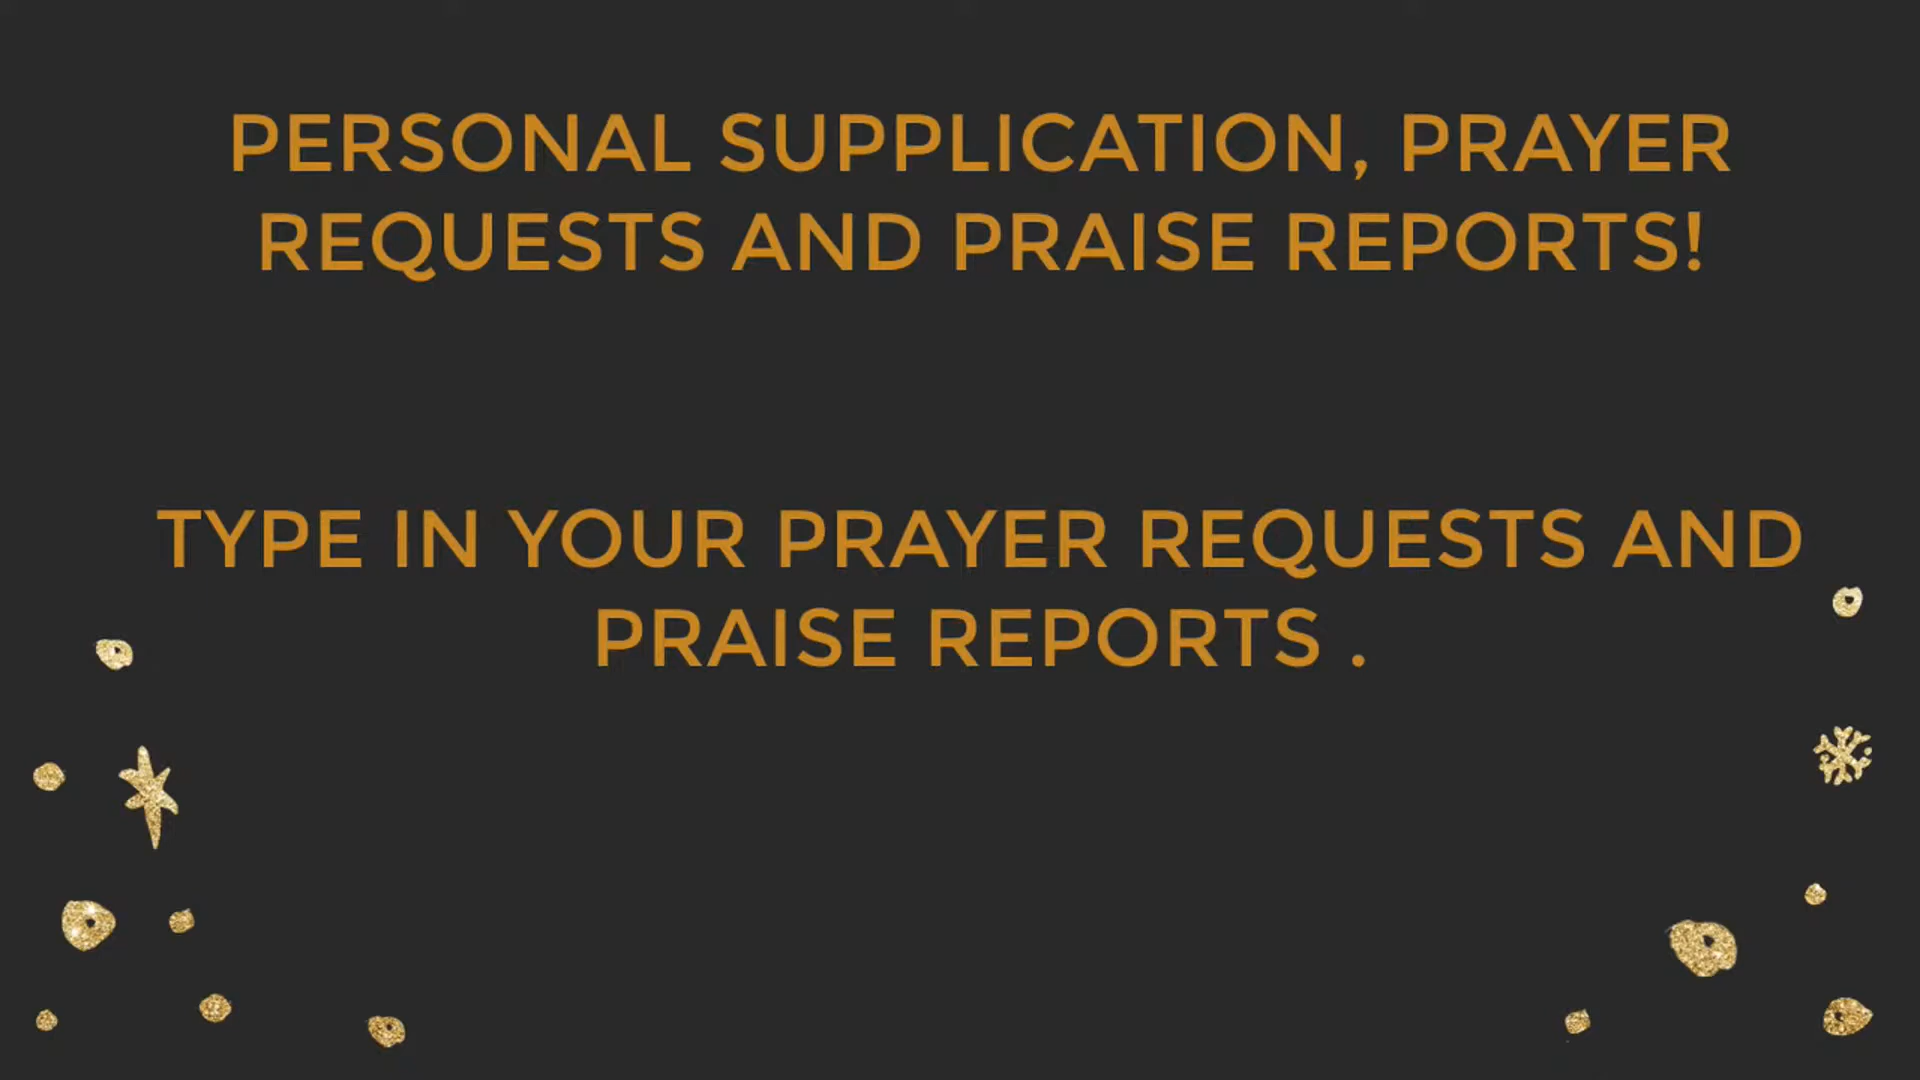 PERSONAL SUPPLICATION, PRAYER
REQUESTS AND PRAISE REPORTS!
TYPE IN YOUR PRAYER REQUESTS AND
PRAISE REPORTS .